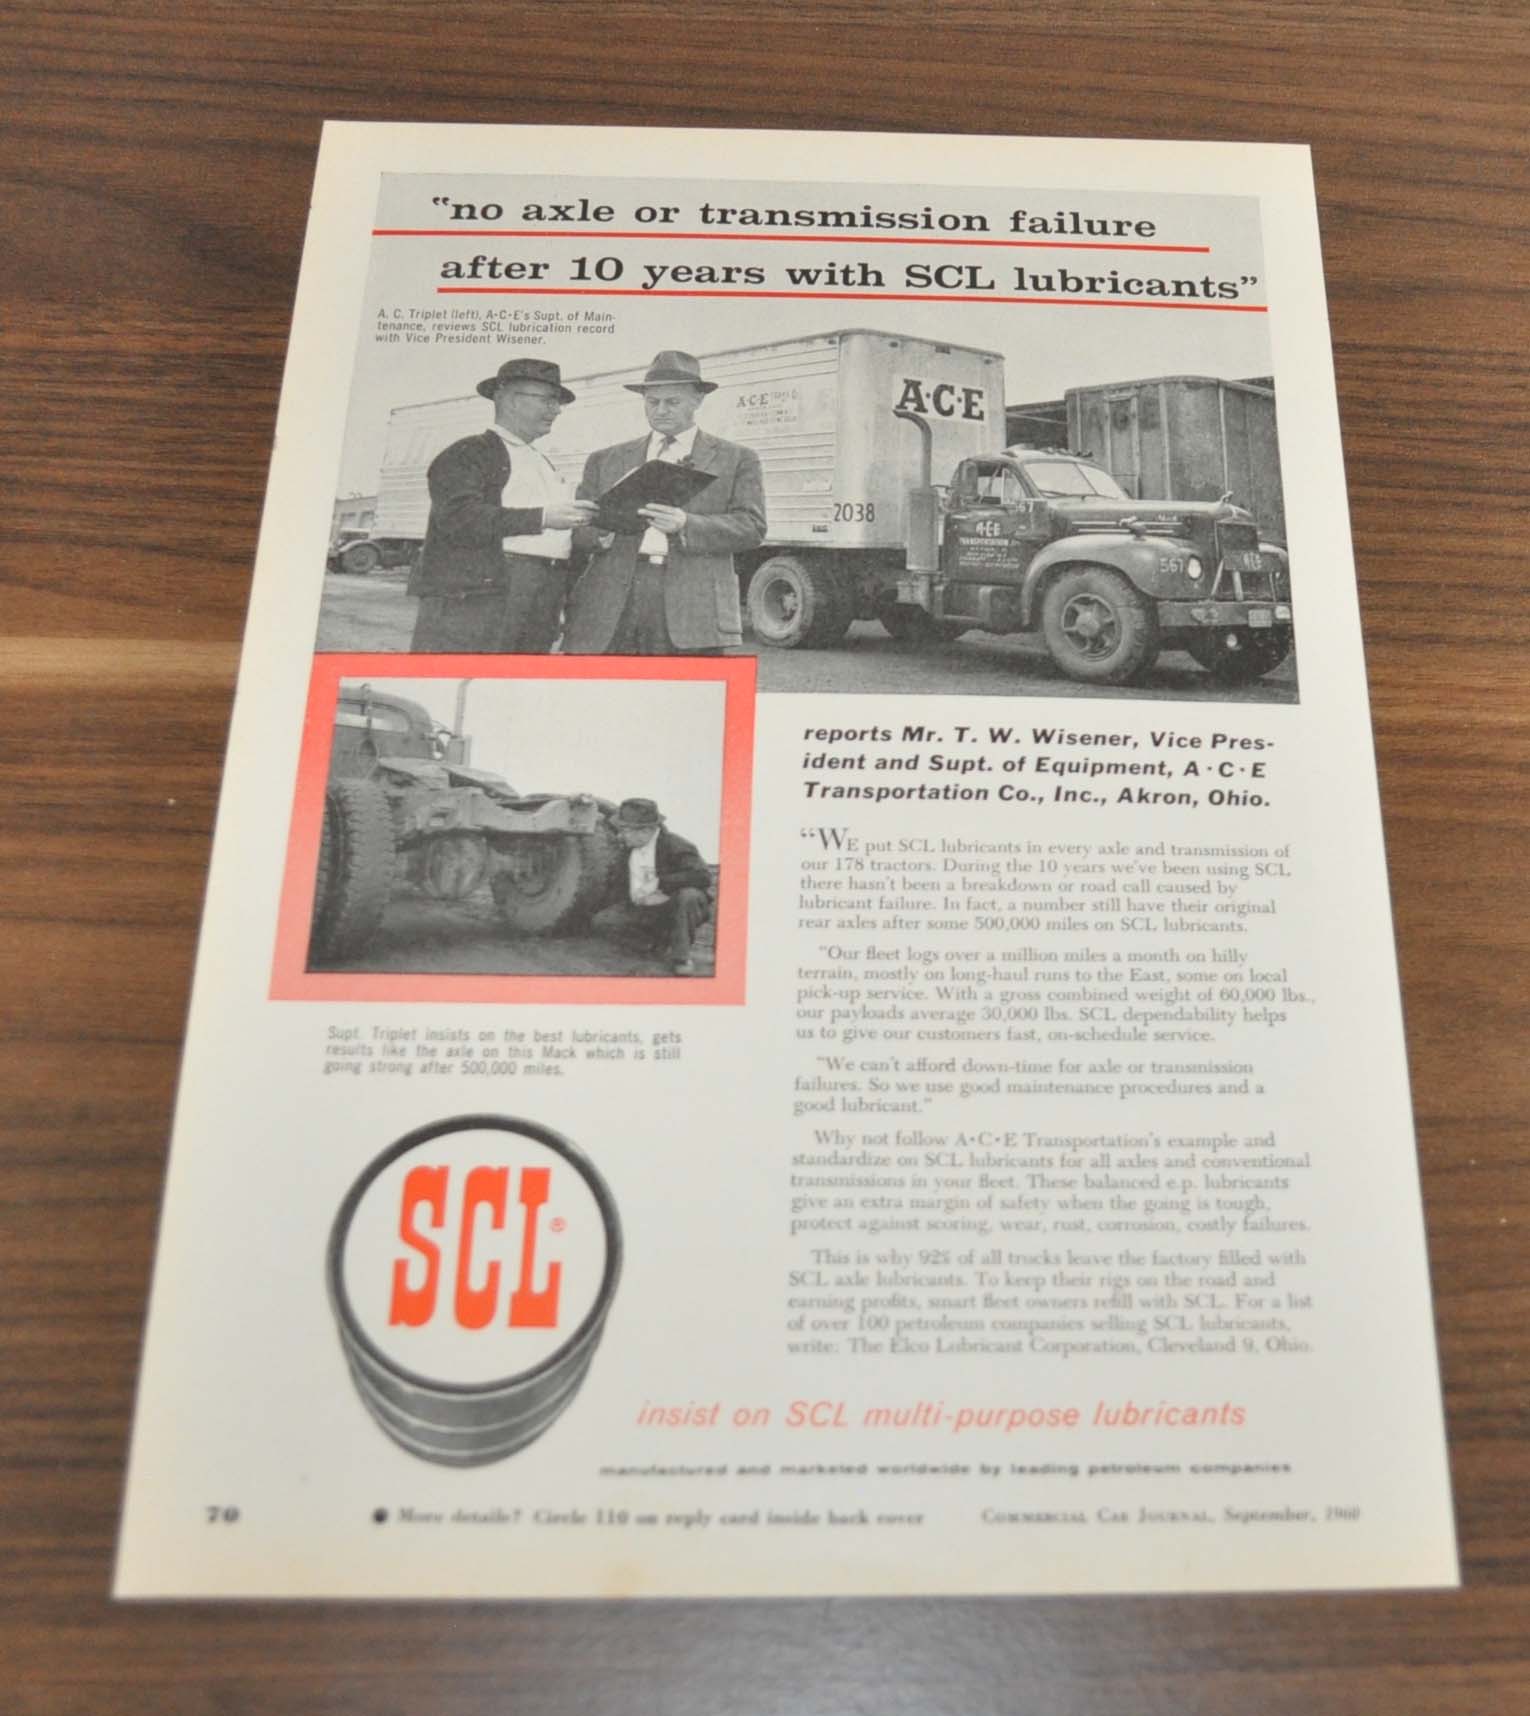 "no axle or transmission failure
after 10 years with SCL lubricants"
A. C. Triplet (left), A·C·E's Supt. of Main-
tenance, reviews SCL lubrication record
with Vice President Wisener.
A·C·E
A·C·E
2038
567
A·C·E
TRANSPORTATION
567
ACE
reports Mr. T. W. Wisener, Vice Pres-
ident and Supt. of Equipment, A·C·E
Transportation Co., Inc., Akron, Ohio.
"WE put SCL lubricants in every axle and transmission of
our 178 tractors. During the 10 years we've been using SCL
there hasn't been a breakdown or road call caused by
lubricant failure. In fact, a number still have their original
rear axles after some 500,000 miles on SCL lubricants.
"Our fleet logs over a million miles a month on hilly
terrain, mostly on long-haul runs to the East, some on local
pick-up service. With a gross combined weight of 60,000 lbs.,
our payloads average 30,000 lbs. SCL dependability helps
us to give our customers fast, on-schedule service.
"We can't afford down-time for axle or transmission
failures. So we use good maintenance procedures and a
good lubricant."
Why not follow A·C·E Transportation's example and
standardize on SCL lubricants for all axles and conventional
transmissions in your fleet. These balanced e.p. lubricants
give an extra margin of safety when the going is tough,
protect against scoring, wear, rust, corrosion, costly failures.
This is why 92% of all trucks leave the factory filled with
SCL axle lubricants. To keep their rigs on the road and
earning profits, smart fleet owners refill with SCL. For a list
of over 100 petroleum companies selling SCL lubricants,
write: The Elco Lubricant Corporation, Cleveland 9, Ohio.
Supt. Triplet insists on the best lubricants, gets
results like the axle on this Mack which is still
going strong after 500,000 miles.
SCL®
insist on SCL multi-purpose lubricants
manufactured and marketed worldwide by leading petroleum companies
70
● More details? Circle 110 on reply card inside back cover
COMMERCIAL CAR JOURNAL, September, 1960